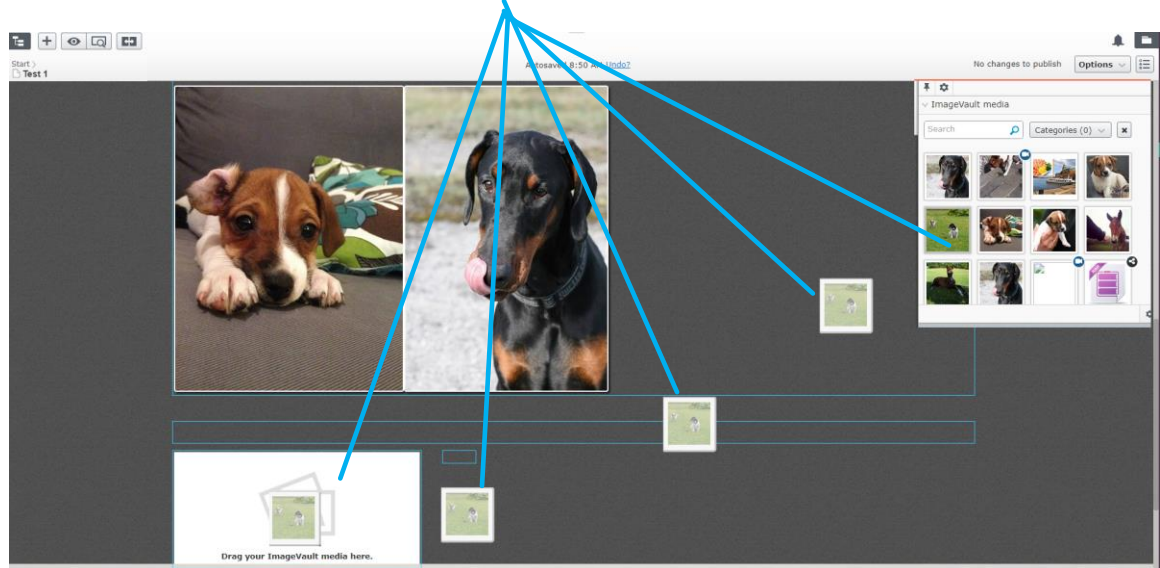 Start
Test 1
Autosaved 8:50 AM Undo?
No changes to publish
Options
ImageVault media
Search
Categories (0)
Drag your ImageVault media here.